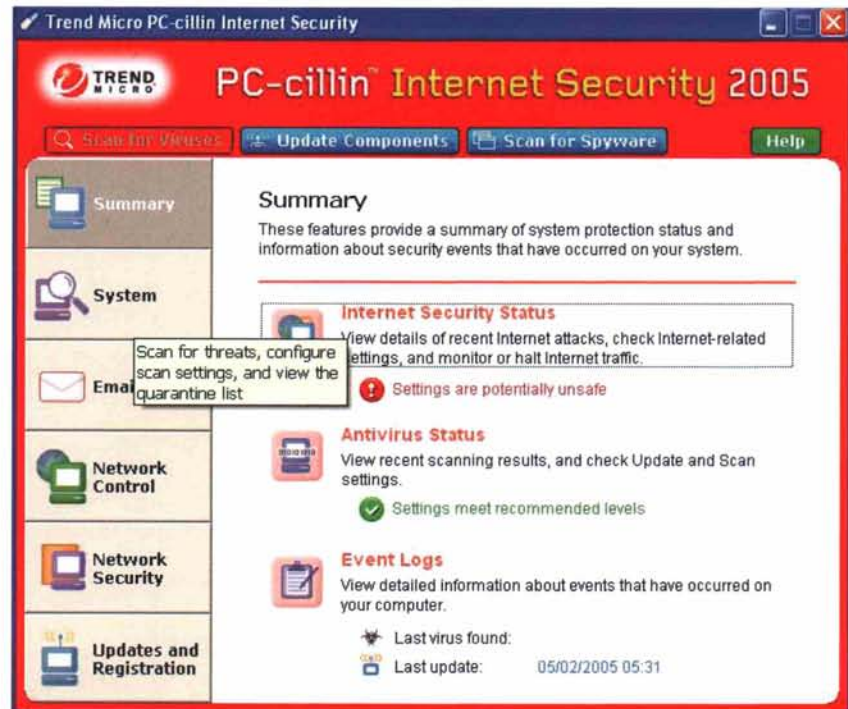 Trend Micro PC-cillin Internet Security
TREND MICRO
PC-cillin™ Internet Security 2005
Scan for Viruses
Update Components
Scan for Spyware
Help
Summary
System
Email
Network
Control
Network
Security
Updates and
Registration
Scan for threats, configure
scan settings, and view the
quarantine list
Summary
These features provide a summary of system protection status and
information about security events that have occurred on your system.
Internet Security Status
View details of recent Internet attacks, check Internet-related
settings, and monitor or halt Internet traffic.
Settings are potentially unsafe
Antivirus Status
View recent scanning results, and check Update and Scan
settings.
Settings meet recommended levels
Event Logs
View detailed information about events that have occurred on
your computer.
Last virus found:
Last update: 05/02/2005 05:31